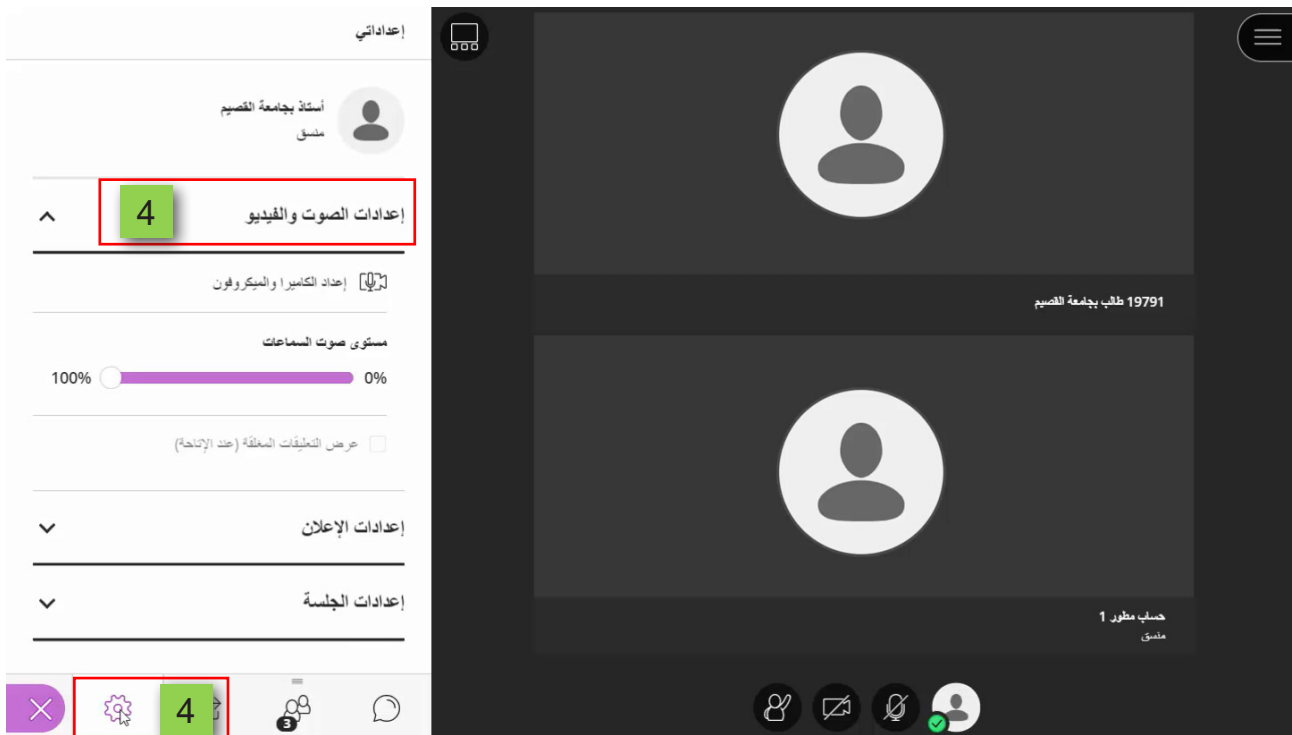 إعداداتي
أستاذ بجامعة القصيم
منسق
إعدادات الصوت والفيديو
4
إعداد الكاميرا والميكروفون
مستوى صوت السماعات
0%
100%
عرض التعليقات المغلقة (عند الإتاحة)
إعدادات الإعلان
إعدادات الجلسة
3
4
19791 طالب بجامعة القصيم
حساب مطور 1
منسق